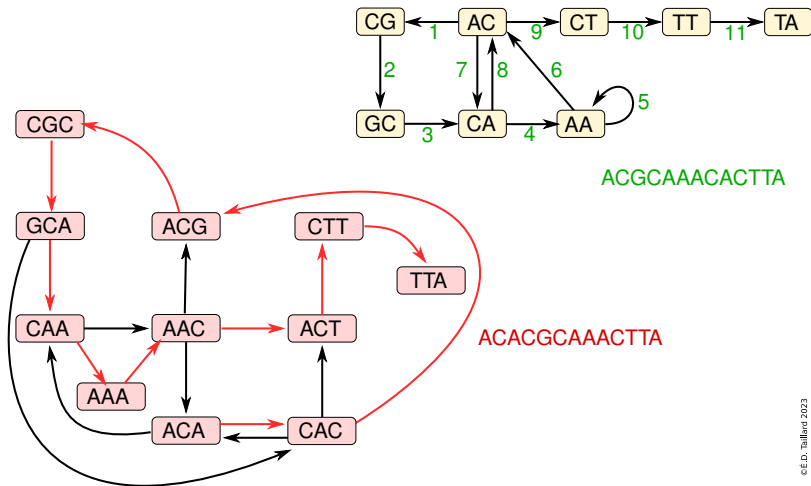 CG
AC
CT
TT
TA
1
9
10
11
2
7
8
6
5
GC
CA
AA
3
4
ACGCAAACACTTA
CGC
GCA
ACG
CTT
TTA
CAA
AAC
ACT
ACACGCAAACTTA
AAA
ACA
CAC
©É.D. Taillard 2023